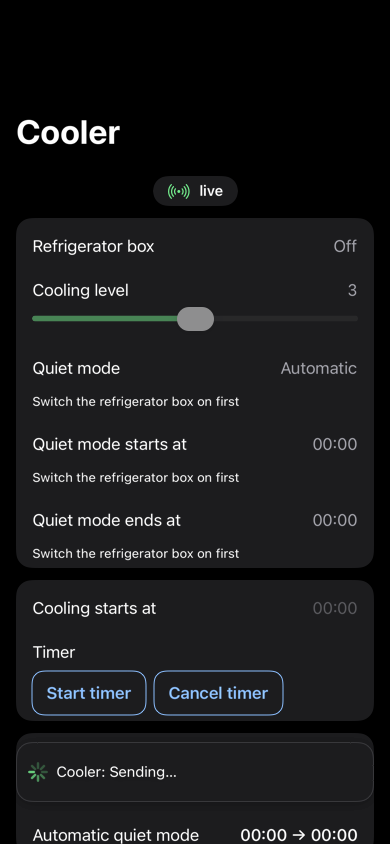 Cooler
live
Refrigerator box Off
Cooling level 3
Quiet mode Automatic
Switch the refrigerator box on first
Quiet mode starts at 00:00
Switch the refrigerator box on first
Quiet mode ends at 00:00
Switch the refrigerator box on first
Cooling starts at 00:00
Timer
Start timer Cancel timer
Cooler: Sending...
Automatic quiet mode 00:00 → 00:00